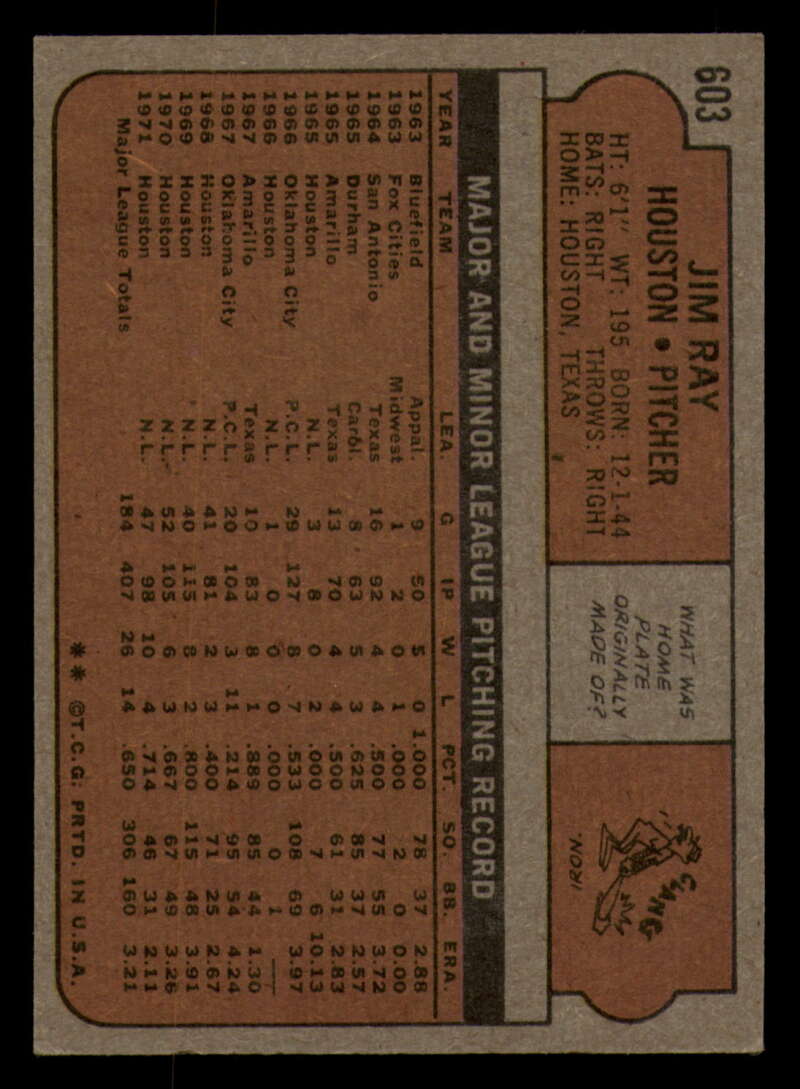 603
JIM RAY
HOUSTON • PITCHER
HT: 6'1" WT: 195 BORN: 12-1-44
BATS: RIGHT THROWS: RIGHT
HOME: HOUSTON, TEXAS
WHAT WAS
HOME
PLATE
ORIGINALLY
MADE OF?
CLANG
IRON.
MAJOR AND MINOR LEAGUE PITCHING RECORD
YEAR TEAM LEA. G IP W L PCT. SO. BB. ERA.
1963 Bluefield Appal. 9 50 5 0 1.000 78 37 2.88
1963 Fox Cities Midwest 1 2 0 1 .000 2 0 0.00
1964 San Antonio Texas 16 92 4 4 .500 77 55 3.72
1965 Durham Carol. 8 63 5 3 .625 85 37 2.57
1965 Amarillo Texas 13 70 4 4 .500 61 31 2.83
1965 Houston N.L. 3 8 0 2 .000 7 6 10.13
1966 Oklahoma City P.C.L. 29 127 8 7 .533 108 69 3.97
1966 Houston N.L. 1 0 0 0 .000 0 1 —
1967 Amarillo Texas 10 83 8 1 .889 85 44 1.30
1967 Oklahoma City P.C.L. 20 104 3 11 .214 95 54 4.24
1968 Houston N.L. 41 81 2 3 .400 71 25 2.67
1969 Houston N.L. 40 115 8 2 .800 115 48 3.91
1970 Houston N.L. 52 105 6 3 .667 67 49 3.26
1971 Houston N.L. 47 98 10 4 .714 46 31 2.11
Major League Totals 184 407 26 14 .650 306 160 3.21
** ©T.C.G. PRTD. IN U.S.A.